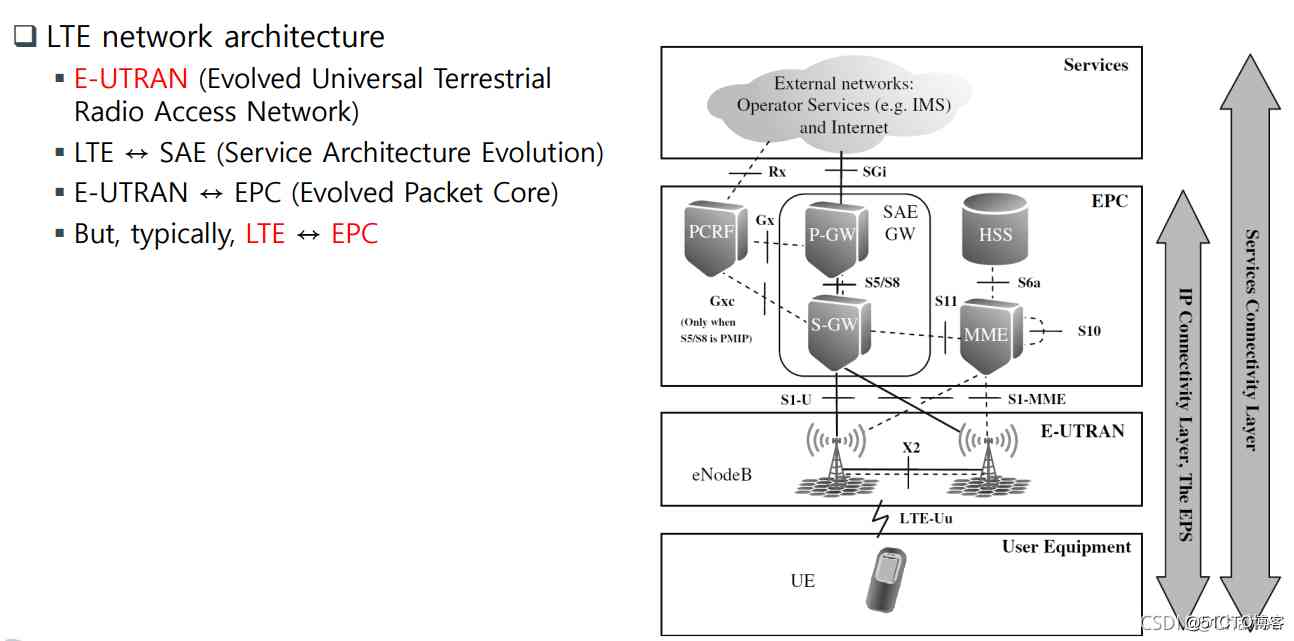 ❑ LTE network architecture
▪ E-UTRAN (Evolved Universal Terrestrial
Radio Access Network)
▪ LTE ↔ SAE (Service Architecture Evolution)
▪ E-UTRAN ↔ EPC (Evolved Packet Core)
▪ But, typically, LTE ↔ EPC
Services
External networks:
Operator Services (e.g. IMS)
and Internet
Rx
SGi
EPC
PCRF
Gx
P-GW
SAE
GW
HSS
S5/S8
S6a
Gxc
(Only when
S5/S8 is PMIP)
S-GW
S11
MME
S10
S1-U
S1-MME
E-UTRAN
X2
eNodeB
LTE-Uu
User Equipment
UE
IP Connectivity Layer, The EPS
Services Connectivity Layer
@51CTO博客